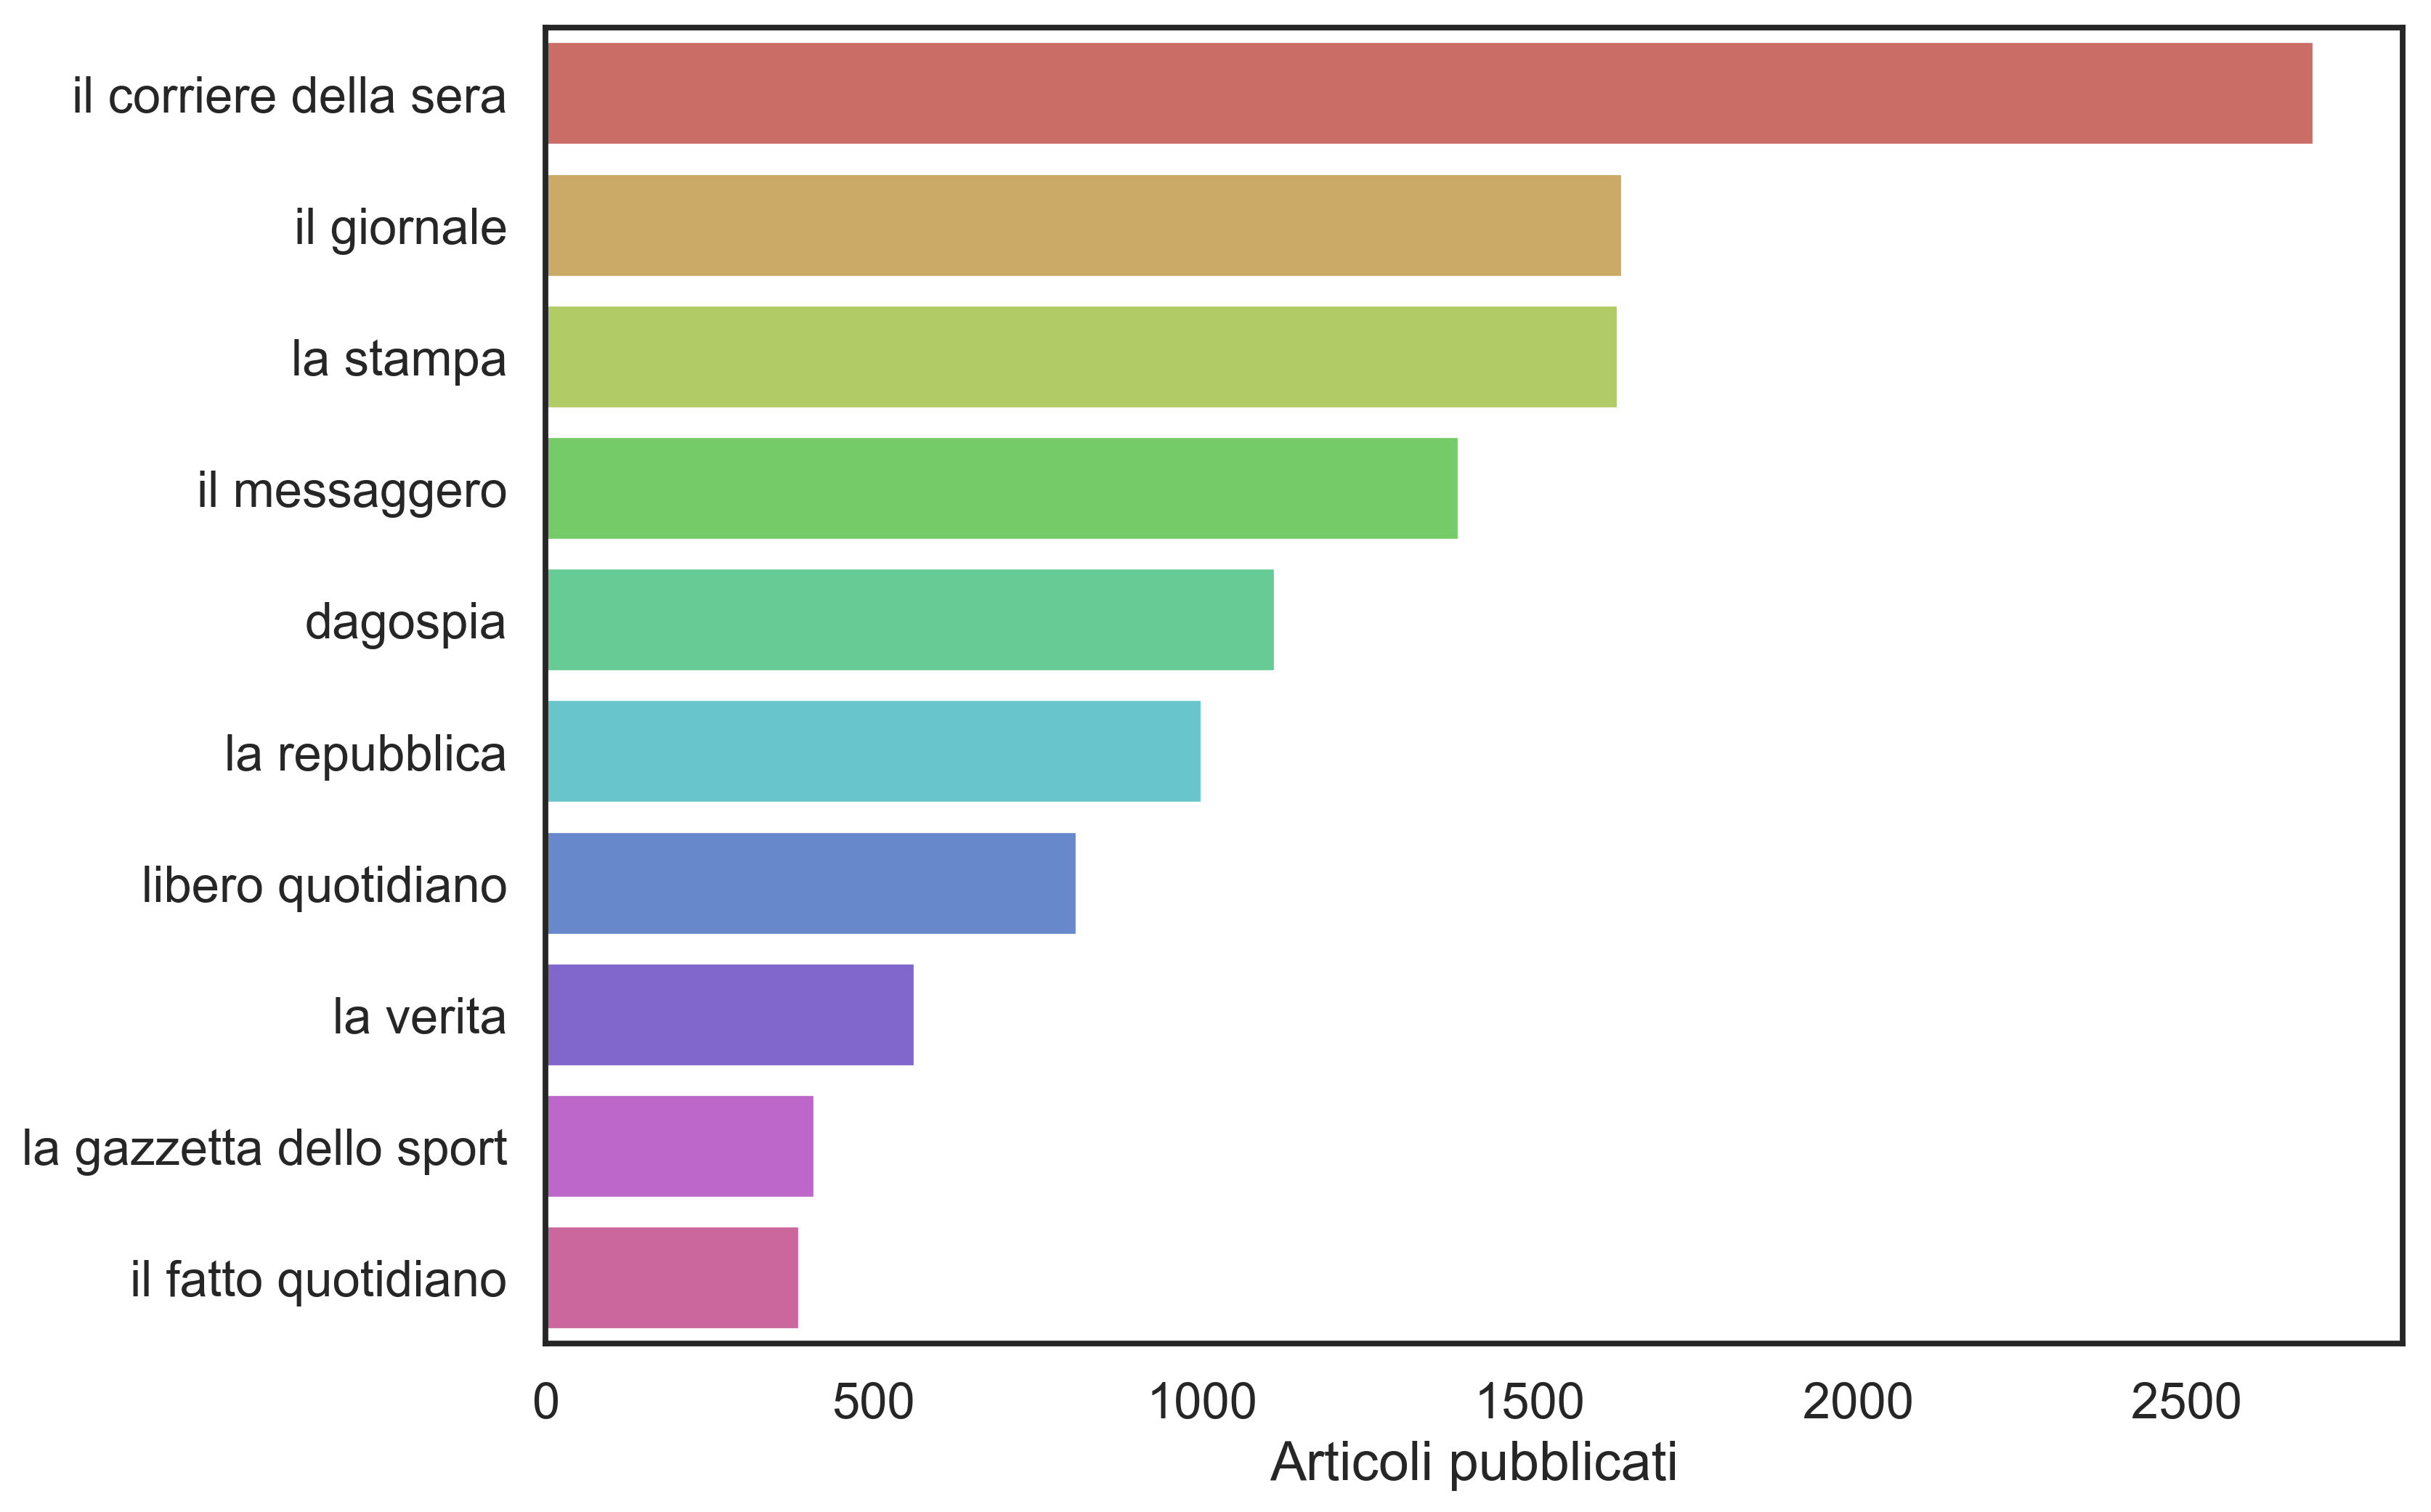 il corriere della sera
il giornale
la stampa
il messaggero
dagospia
la repubblica
libero quotidiano
la verita
la gazzetta dello sport
il fatto quotidiano
0 500 1000 1500 2000 2500
Articoli pubblicati